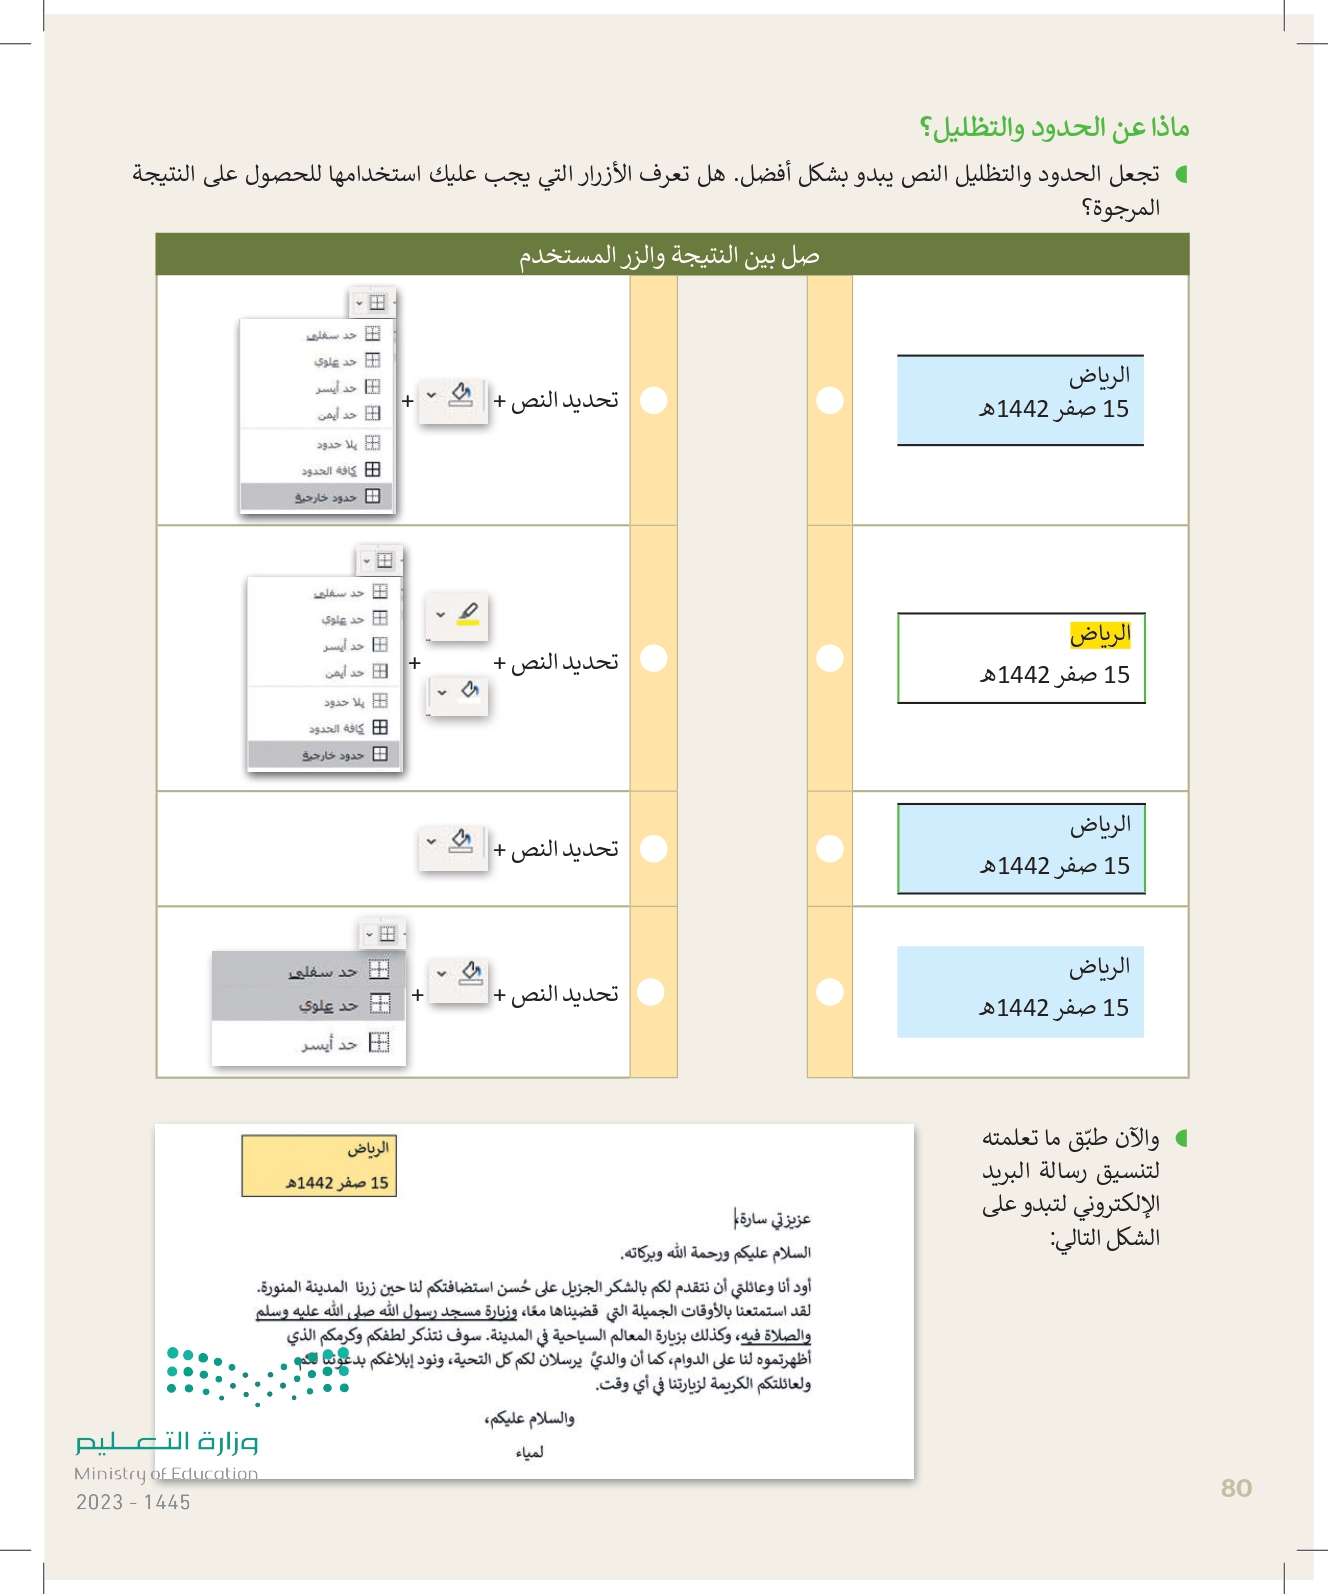 ماذا عن الحدود والتظليل؟
تجعل الحدود والتظليل النص يبدو بشكل أفضل. هل تعرف الأزرار التي يجب عليك استخدامها للحصول على النتيجة
المرجوة؟
صل بين النتيجة والزر المستخدم
الرياض
15 صفر 1442هـ
تحديد النص + +
حد سفلي
حد علوي
حد أيسر
حد أيمن
بلا حدود
كافة الحدود
حدود خارجية
الرياض
15 صفر 1442هـ
تحديد النص + +
حد سفلي
حد علوي
حد أيسر
حد أيمن
بلا حدود
كافة الحدود
حدود خارجية
الرياض
15 صفر 1442هـ
تحديد النص +
الرياض
15 صفر 1442هـ
تحديد النص + +
حد سفلي
حد علوي
حد أيسر
والآن طبّق ما تعلمته
لتنسيق رسالة البريد
الإلكتروني لتبدو على
الشكل التالي:
الرياض
15 صفر 1442هـ
عزيزتي سارة،
السلام عليكم ورحمة الله وبركاته.
أود أنا وعائلتي أن نتقدم لكم بالشكر الجزيل على حُسن استضافتكم لنا حين زرنا المدينة المنورة.
لقد استمتعنا بالأوقات الجميلة التي قضيناها معًا، وزيارة مسجد رسول الله صلى الله عليه وسلم
والصلاة فيه، وكذلك بزيارة المعالم السياحية في المدينة. سوف نتذكر لطفكم وكرمكم الذي
أظهرتموه لنا على الدوام، كما أن والديّ يرسلان لكم كل التحية، ونود إبلاغكم بدعوتنا لكم
ولعائلتكم الكريمة لزيارتنا في أي وقت.
والسلام عليكم،
لمياء
وزارة التعليم
Ministry of Education
2023 - 1445
80